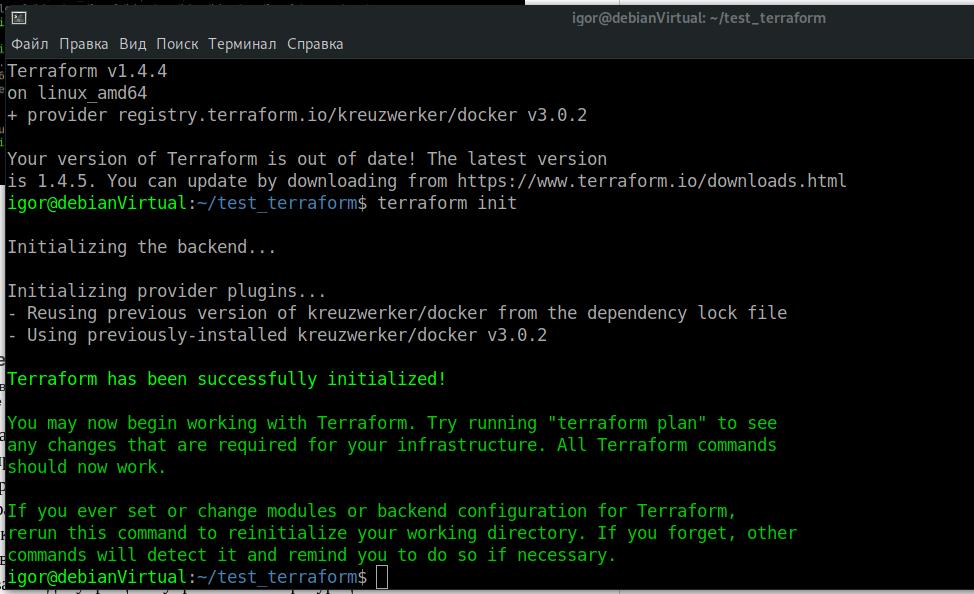 igor@debianVirtual: ~/test_terraform
Файл Правка Вид Поиск Терминал Справка
Terraform v1.4.4
on linux_amd64
+ provider registry.terraform.io/kreuzwerker/docker v3.0.2
Your version of Terraform is out of date! The latest version
is 1.4.5. You can update by downloading from https://www.terraform.io/downloads.html
igor@debianVirtual:~/test_terraform$ terraform init
Initializing the backend...
Initializing provider plugins...
- Reusing previous version of kreuzwerker/docker from the dependency lock file
- Using previously-installed kreuzwerker/docker v3.0.2
Terraform has been successfully initialized!
You may now begin working with Terraform. Try running "terraform plan" to see
any changes that are required for your infrastructure. All Terraform commands
should now work.
If you ever set or change modules or backend configuration for Terraform,
rerun this command to reinitialize your working directory. If you forget, other
commands will detect it and remind you to do so if necessary.
igor@debianVirtual:~/test_terraform$